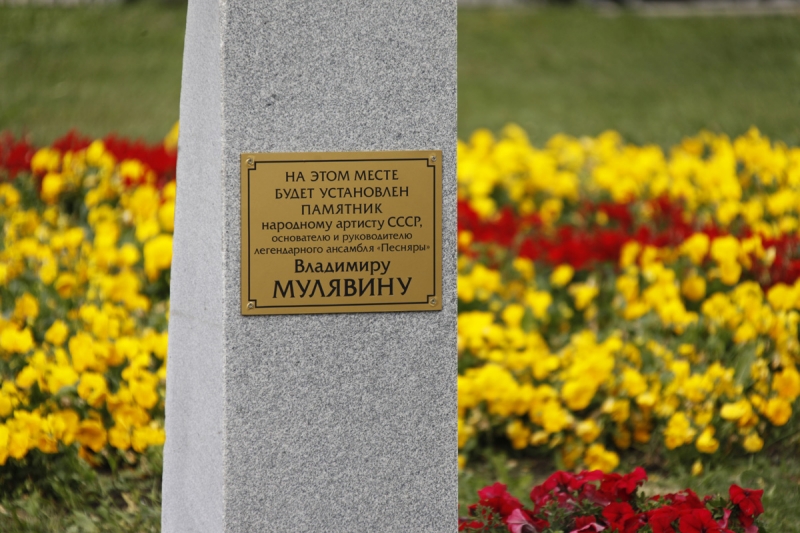 НА ЭТОМ МЕСТЕ
БУДЕТ УСТАНОВЛЕН
ПАМЯТНИК
народному артисту СССР,
основателю и руководителю
легендарного ансамбля «Песняры»
Владимиру
МУЛЯВИНУ